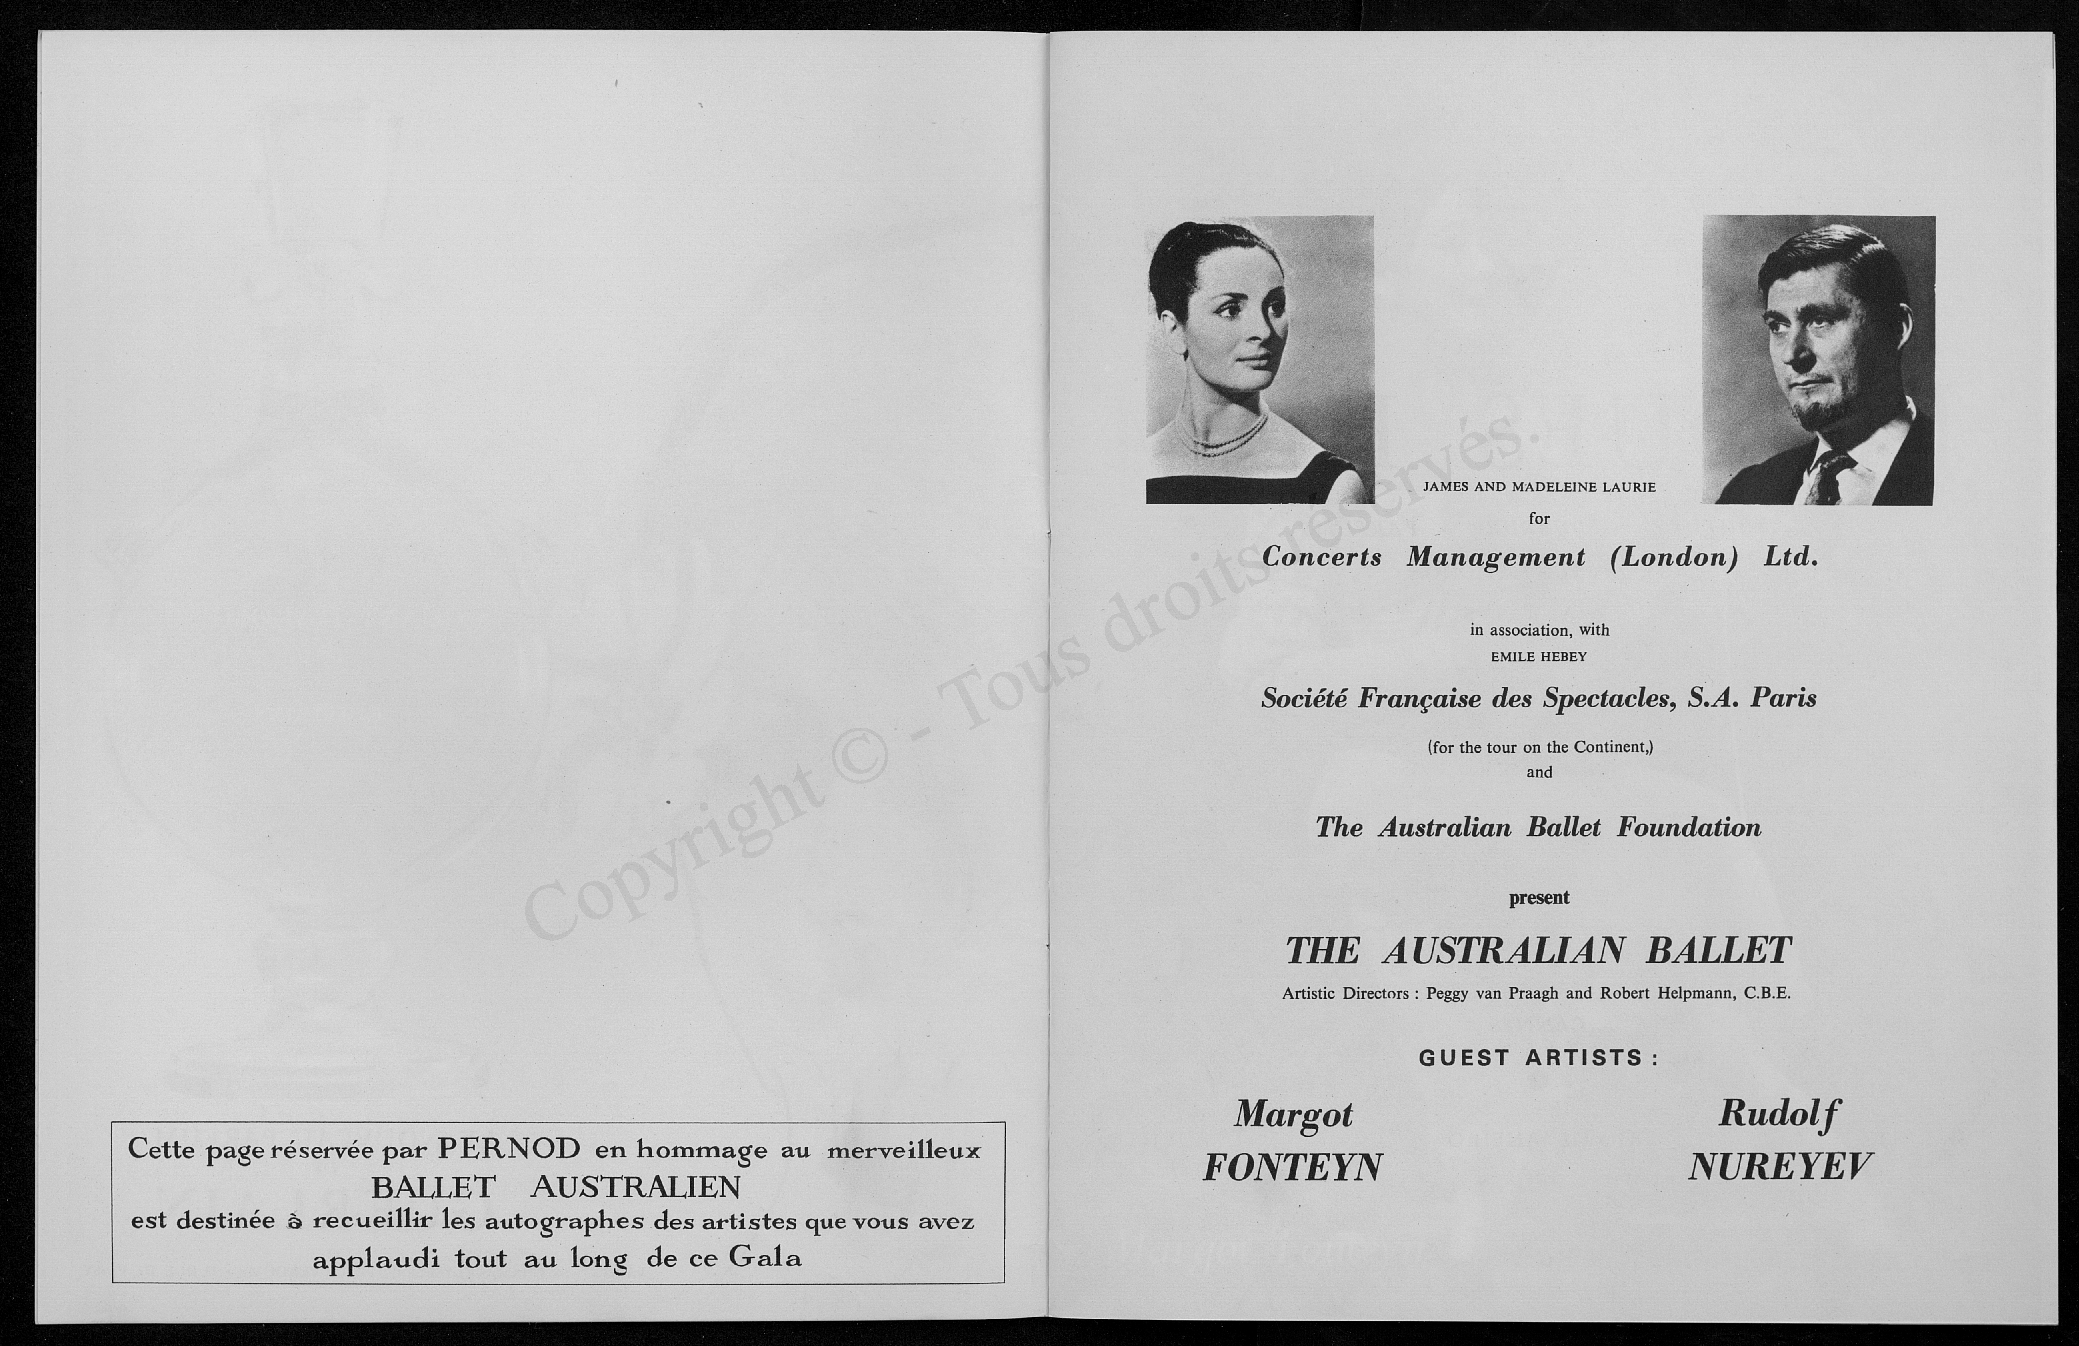 Cette page réservée par PERNOD en hommage au merveilleux
BALLET AUSTRALIEN
est destinée à recueillir les autographes des artistes que vous avez
applaudi tout au long de ce Gala
JAMES AND MADELEINE LAURIE
for
Concerts Management (London) Ltd.
in association, with
EMILE HEBEY
Société Française des Spectacles, S.A. Paris
(for the tour on the Continent,)
and
The Australian Ballet Foundation
present
THE AUSTRALIAN BALLET
Artistic Directors : Peggy van Praagh and Robert Helpmann, C.B.E.
GUEST ARTISTS :
Margot
FONTEYN
Rudolf
NUREYEV
Copyright © - Tous droits réservés.